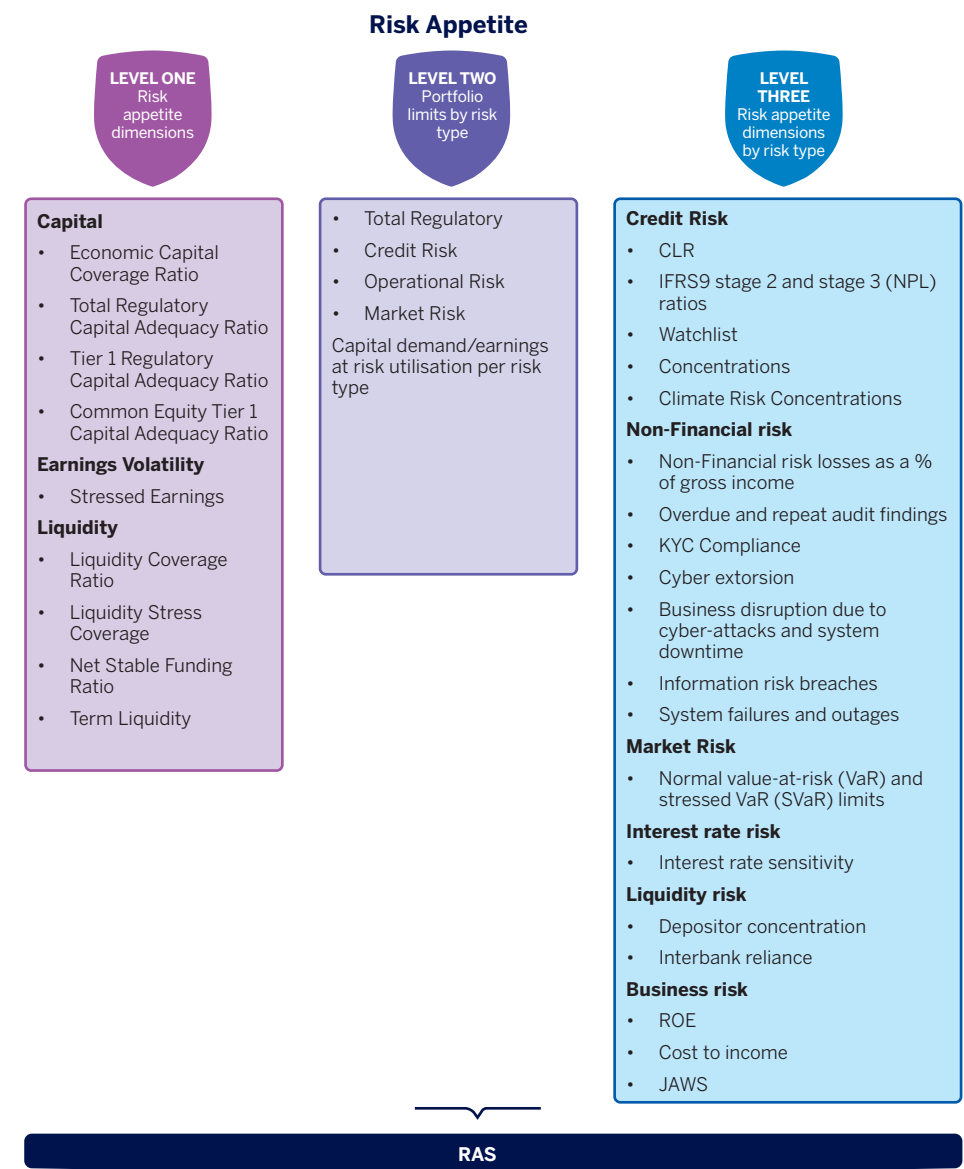 Risk Appetite
LEVEL ONE
Risk
appetite
dimensions
Capital
• Economic Capital
Coverage Ratio
• Total Regulatory
Capital Adequacy Ratio
• Tier 1 Regulatory
Capital Adequacy Ratio
• Common Equity Tier 1
Capital Adequacy Ratio
Earnings Volatility
• Stressed Earnings
Liquidity
• Liquidity Coverage
Ratio
• Liquidity Stress
Coverage
• Net Stable Funding
Ratio
• Term Liquidity
LEVEL TWO
Portfolio
limits by risk
type
• Total Regulatory
• Credit Risk
• Operational Risk
• Market Risk
Capital demand/earnings
at risk utilisation per risk
type
LEVEL
THREE
Risk appetite
dimensions
by risk type
Credit Risk
• CLR
• IFRS9 stage 2 and stage 3 (NPL)
ratios
• Watchlist
• Concentrations
• Climate Risk Concentrations
Non-Financial risk
• Non-Financial risk losses as a %
of gross income
• Overdue and repeat audit findings
• KYC Compliance
• Cyber extorsion
• Business disruption due to
cyber-attacks and system
downtime
• Information risk breaches
• System failures and outages
Market Risk
• Normal value-at-risk (VaR) and
stressed VaR (SVaR) limits
Interest rate risk
• Interest rate sensitivity
Liquidity risk
• Depositor concentration
• Interbank reliance
Business risk
• ROE
• Cost to income
• JAWS
RAS